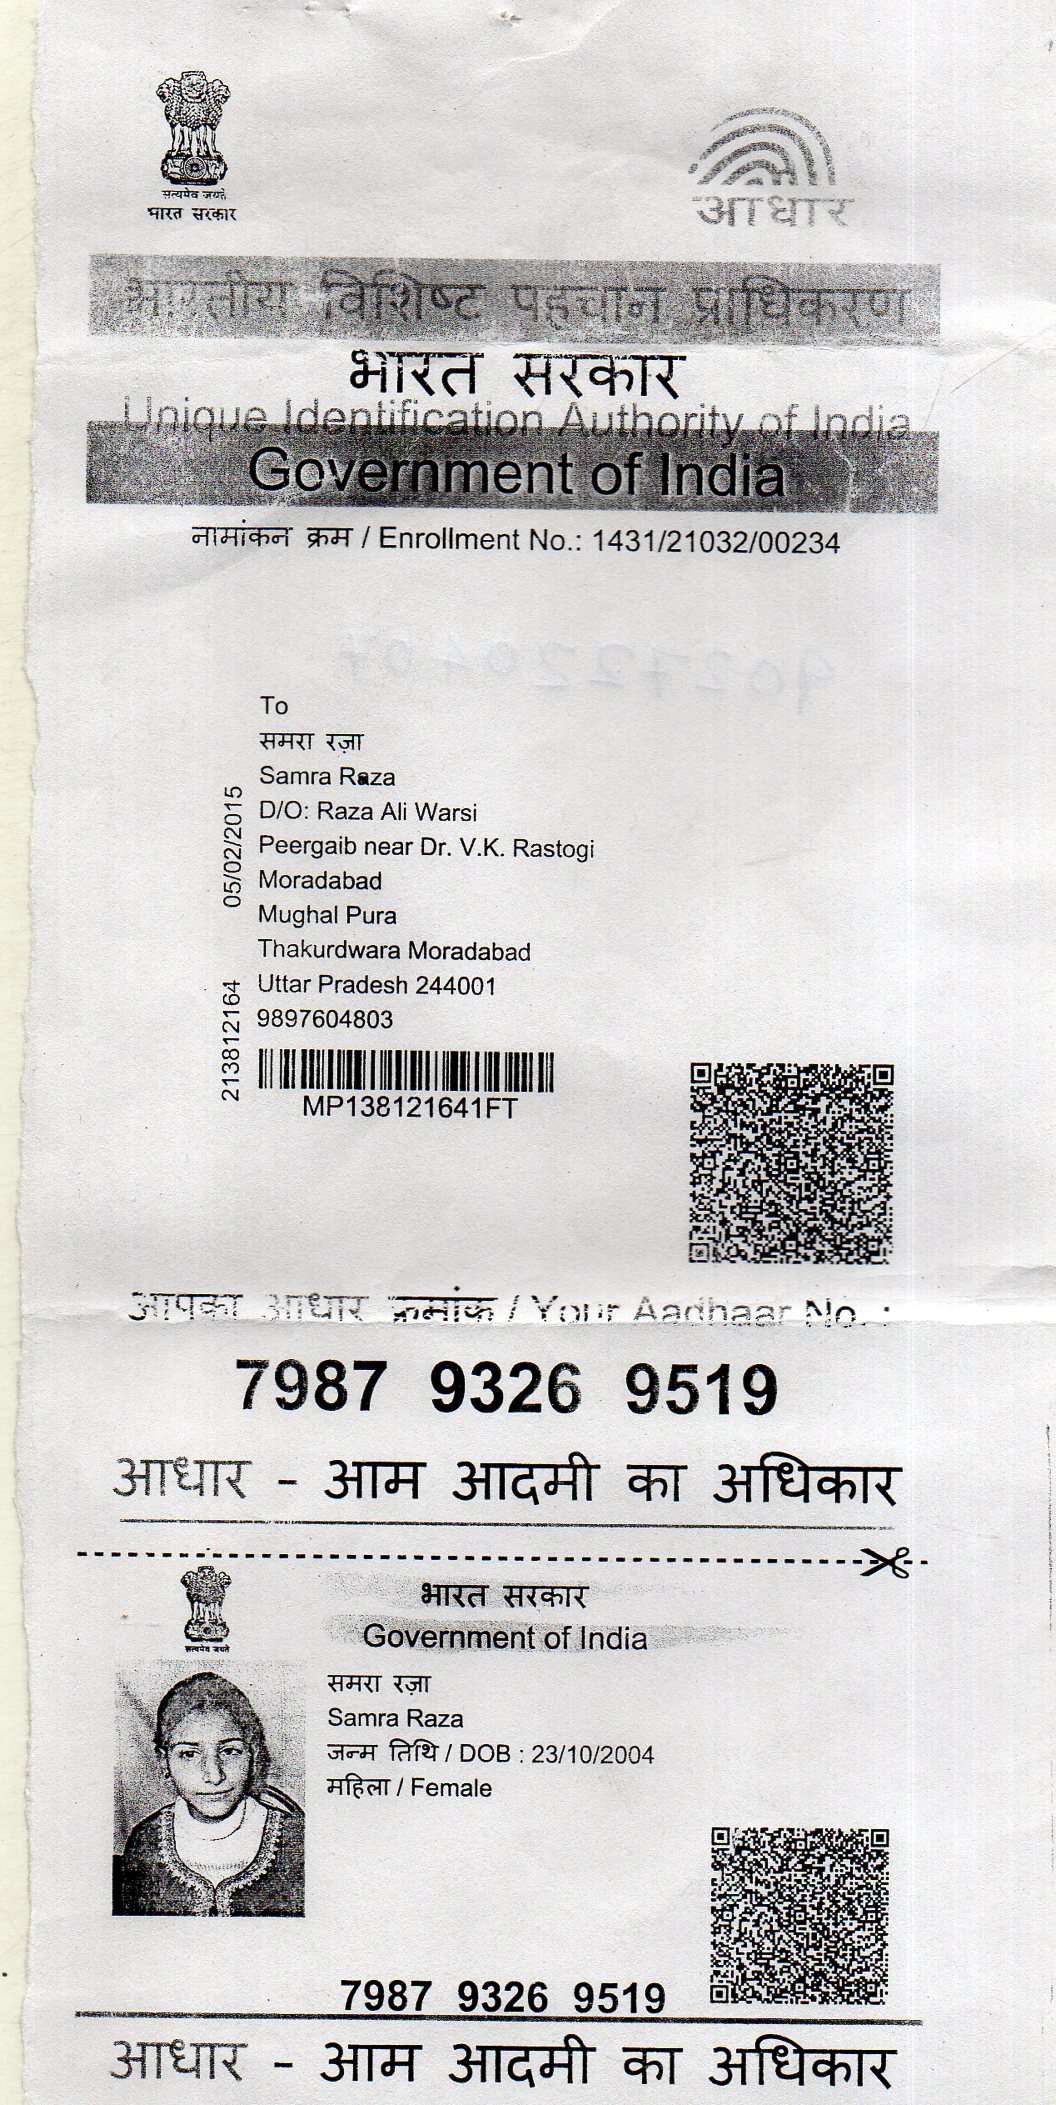 सत्यमेव जयते
भारत सरकार
आधार
भारतीय विशिष्ट पहचान प्राधिकरण
भारत सरकार
Unique Identification Authority of India
Government of India
नामांकन क्रम / Enrollment No.: 1431/21032/00234
To
समरा रज़ा
Samra Raza
D/O: Raza Ali Warsi
Peergaib near Dr. V.K. Rastogi
Moradabad
Mughal Pura
Thakurdwara Moradabad
Uttar Pradesh 244001
9897604803
05/02/2015
213812164
MP138121641FT
आपका आधार क्रमांक / Your Aadhaar No. :
7987 9326 9519
आधार - आम आदमी का अधिकार
सत्यमेव जयते
भारत सरकार
Government of India
समरा रज़ा
Samra Raza
जन्म तिथि / DOB : 23/10/2004
महिला / Female
7987 9326 9519
आधार - आम आदमी का अधिकार